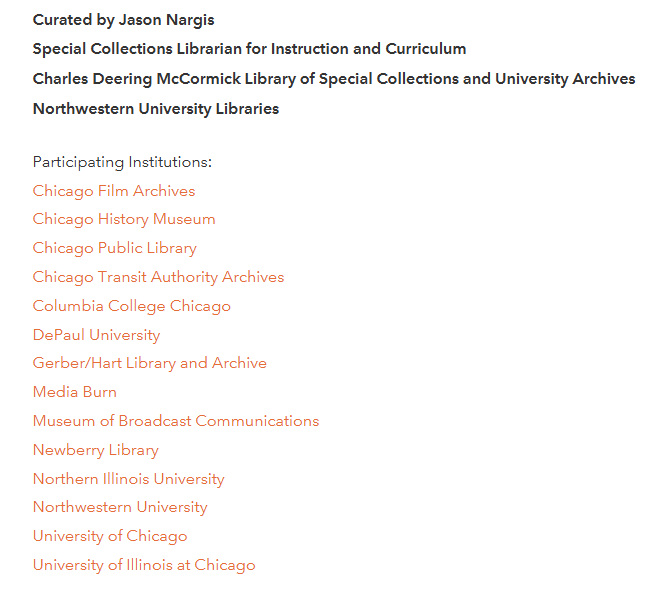 Curated by Jason Nargis
Special Collections Librarian for Instruction and Curriculum
Charles Deering McCormick Library of Special Collections and University Archives
Northwestern University Libraries
Participating Institutions:
Chicago Film Archives
Chicago History Museum
Chicago Public Library
Chicago Transit Authority Archives
Columbia College Chicago
DePaul University
Gerber/Hart Library and Archive
Media Burn
Museum of Broadcast Communications
Newberry Library
Northern Illinois University
Northwestern University
University of Chicago
University of Illinois at Chicago